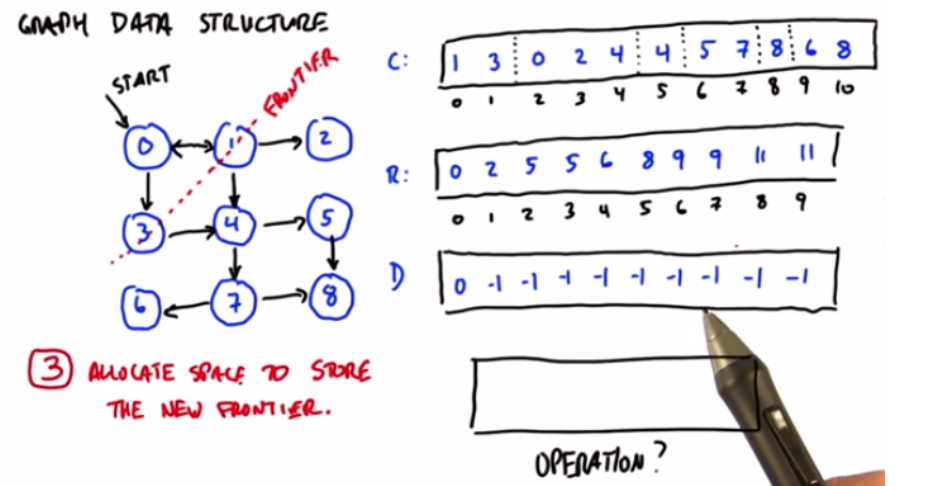 GRAPH DATA STRUCTURE
START
FRONTIER
0 1 2
3 4 5
6 7 8
③ ALLOCATE SPACE TO STORE
THE NEW FRONTIER.
C: 1 3 0 2 4 4 5 7 8 6 8
0 1 2 3 4 5 6 7 8 9 10
R: 0 2 5 5 6 8 9 9 11 11
0 1 2 3 4 5 6 7 8 9
D 0 -1 -1 -1 -1 -1 -1 -1 -1 -1
OPERATION?